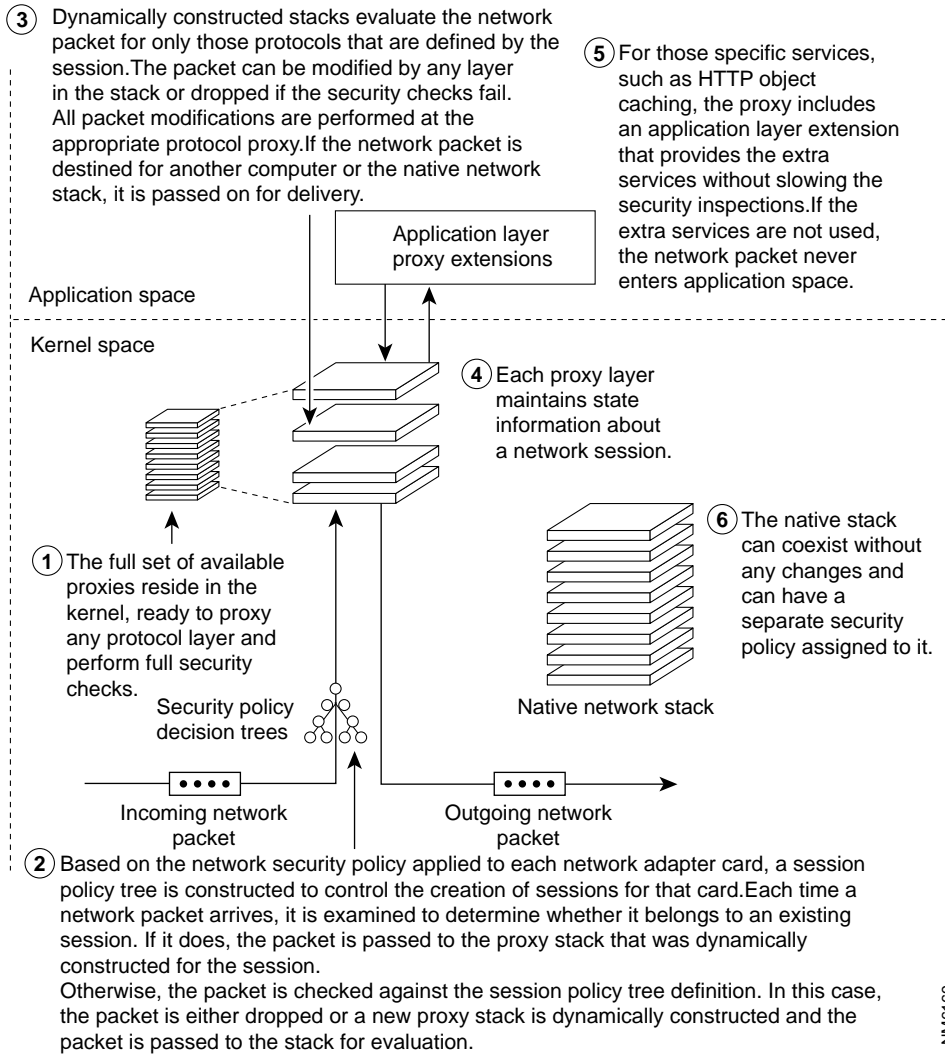 3 Dynamically constructed stacks evaluate the network
packet for only those protocols that are defined by the
session.The packet can be modified by any layer
in the stack or dropped if the security checks fail.
All packet modifications are performed at the
appropriate protocol proxy.If the network packet is
destined for another computer or the native network
stack, it is passed on for delivery.
5 For those specific services,
such as HTTP object
caching, the proxy includes
an application layer extension
that provides the extra
services without slowing the
security inspections.If the
extra services are not used,
the network packet never
enters application space.
Application layer
proxy extensions
Application space
Kernel space
4 Each proxy layer
maintains state
information about
a network session.
1 The full set of available
proxies reside in the
kernel, ready to proxy
any protocol layer and
perform full security
checks.
6 The native stack
can coexist without
any changes and
can have a
separate security
policy assigned to it.
Security policy
decision trees
Native network stack
Incoming network
packet
Outgoing network
packet
2 Based on the network security policy applied to each network adapter card, a session
policy tree is constructed to control the creation of sessions for that card.Each time a
network packet arrives, it is examined to determine whether it belongs to an existing
session. If it does, the packet is passed to the proxy stack that was dynamically
constructed for the session.
Otherwise, the packet is checked against the session policy tree definition. In this case,
the packet is either dropped or a new proxy stack is dynamically constructed and the
packet is passed to the stack for evaluation.